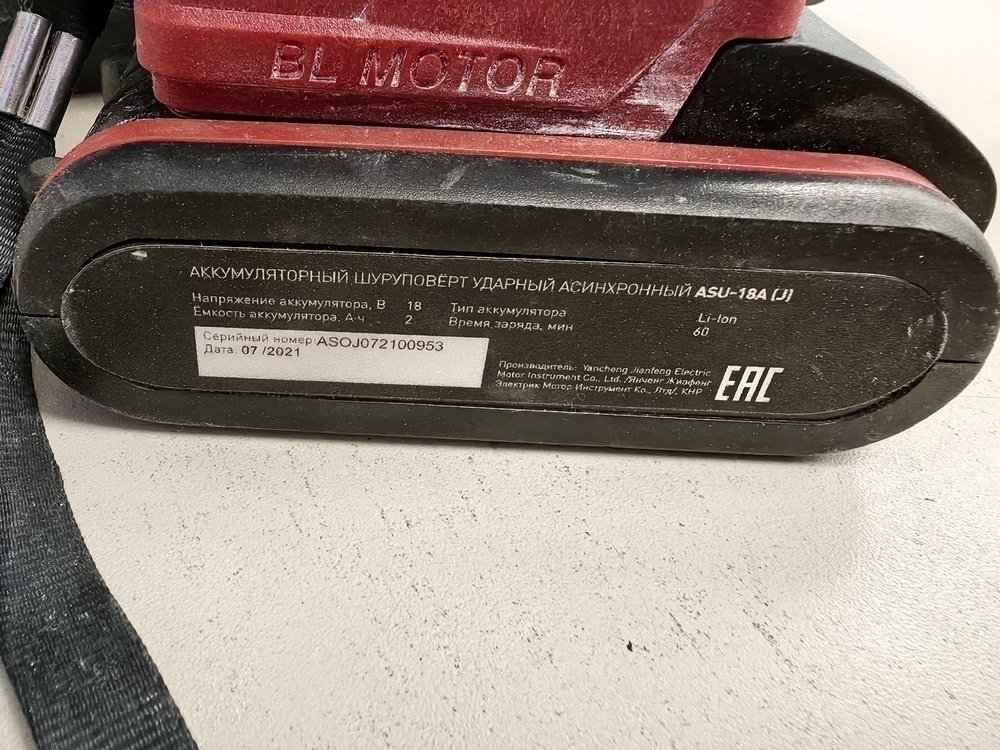 BL MOTOR
АККУМУЛЯТОРНЫЙ ШУРУПОВЁРТ УДАРНЫЙ АСИНХРОННЫЙ ASU-18A (J)
Напряжение аккумулятора, В 18 Тип аккумулятора Li-Ion
Ёмкость аккумулятора, А·ч 2 Время заряда, мин 60
Серийный номер: ASOJ072100953
Дата: 07 /2021
Производитель: Yancheng Jianfeng Electric
Motor Instrument Co., Ltd. /Янченг Жиафенг
Электрик Мотор Инструмент Ко., Лтд/, КНР
EAC